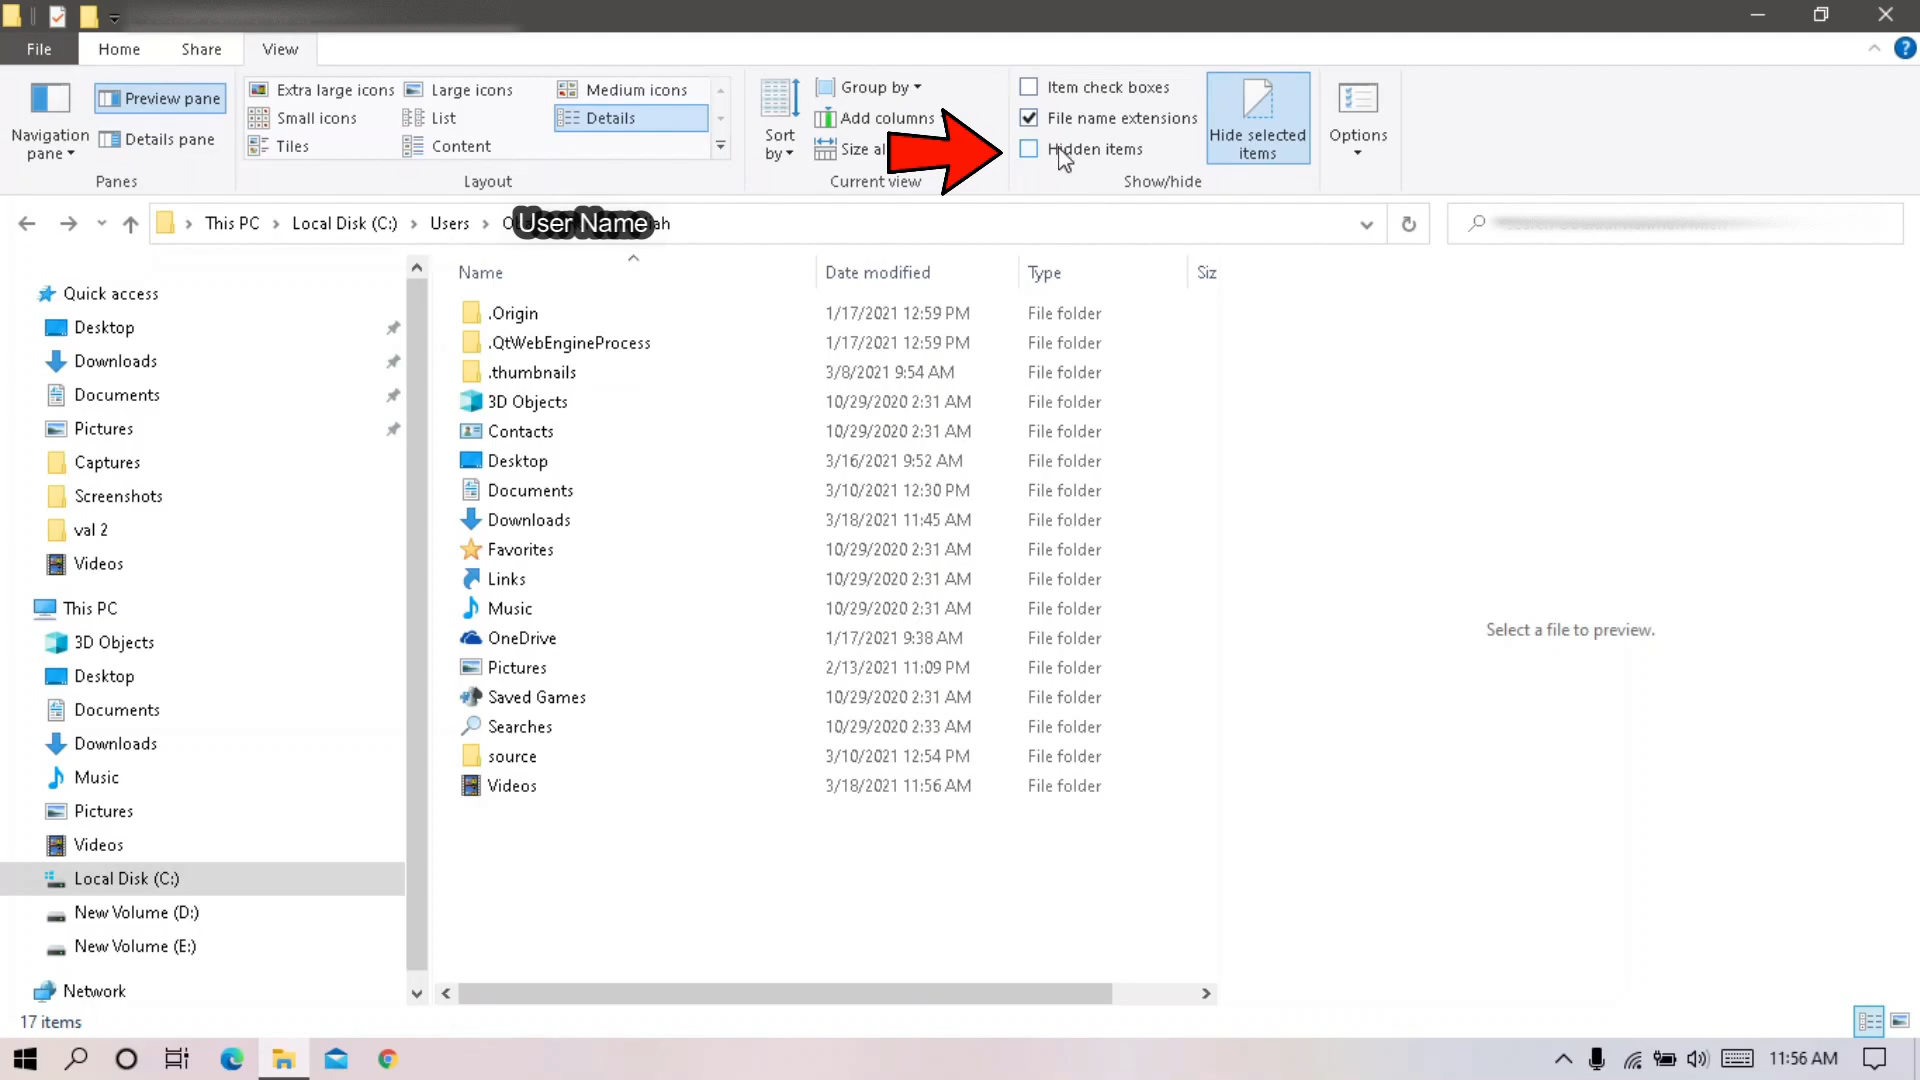 File Home Share View
Navigation pane
Preview pane
Details pane
Panes
Extra large icons Large icons Medium icons
Small icons List Details
Tiles Content
Layout
Sort by
Group by
Add columns
Size al
Current view
Item check boxes
File name extensions
Hidden items
Hide selected items
Show/hide
Options
This PC Local Disk (C:) Users User Name ah
Name Date modified Type Siz
.Origin 1/17/2021 12:59 PM File folder
.QtWebEngineProcess 1/17/2021 12:59 PM File folder
.thumbnails 3/8/2021 9:54 AM File folder
3D Objects 10/29/2020 2:31 AM File folder
Contacts 10/29/2020 2:31 AM File folder
Desktop 3/16/2021 9:52 AM File folder
Documents 3/10/2021 12:30 PM File folder
Downloads 3/18/2021 11:45 AM File folder
Favorites 10/29/2020 2:31 AM File folder
Links 10/29/2020 2:31 AM File folder
Music 10/29/2020 2:31 AM File folder
OneDrive 1/17/2021 9:38 AM File folder
Pictures 2/13/2021 11:09 PM File folder
Saved Games 10/29/2020 2:31 AM File folder
Searches 10/29/2020 2:33 AM File folder
source 3/10/2021 12:54 PM File folder
Videos 3/18/2021 11:56 AM File folder
Quick access
Desktop
Downloads
Documents
Pictures
Captures
Screenshots
val 2
Videos
This PC
3D Objects
Desktop
Documents
Downloads
Music
Pictures
Videos
Local Disk (C:)
New Volume (D:)
New Volume (E:)
Network
Select a file to preview.
17 items
11:56 AM